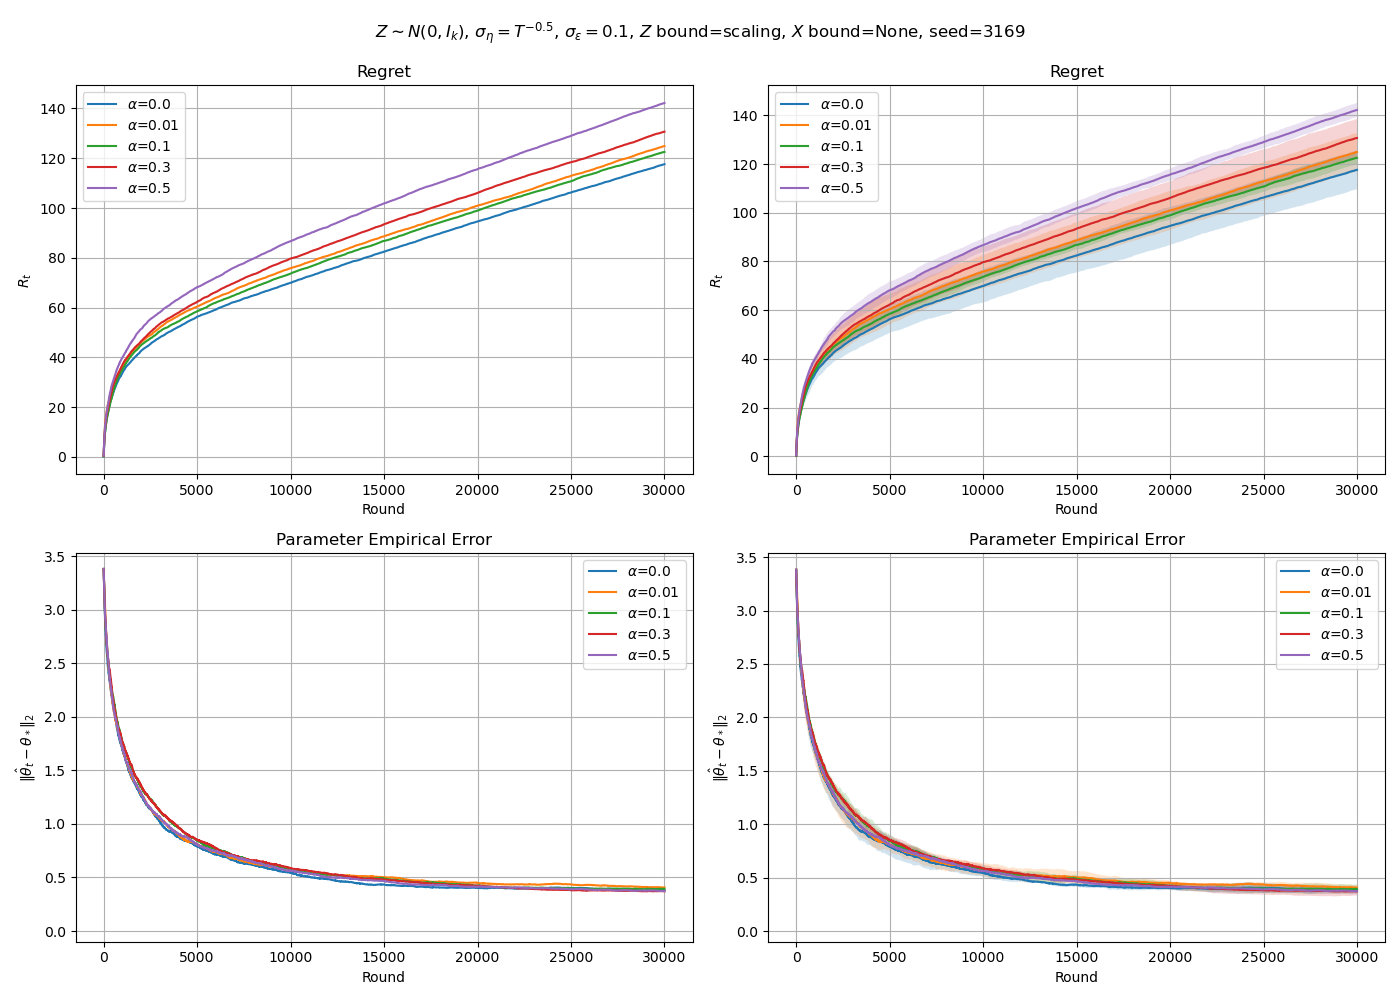 Z ∼ N(0, I_k), σ_η = T^{−0.5}, σ_ε = 0.1, Z bound=scaling, X bound=None, seed=3169
Regret
R_t
140
120
100
80
60
40
20
0
α=0.0
α=0.01
α=0.1
α=0.3
α=0.5
0 5000 10000 15000 20000 25000 30000
Round
Regret
R_t
140
120
100
80
60
40
20
0
α=0.0
α=0.01
α=0.1
α=0.3
α=0.5
0 5000 10000 15000 20000 25000 30000
Round
Parameter Empirical Error
‖θ̂_t − θ_*‖_2
3.5
3.0
2.5
2.0
1.5
1.0
0.5
0.0
α=0.0
α=0.01
α=0.1
α=0.3
α=0.5
0 5000 10000 15000 20000 25000 30000
Round
Parameter Empirical Error
‖θ̂_t − θ_*‖_2
3.5
3.0
2.5
2.0
1.5
1.0
0.5
0.0
α=0.0
α=0.01
α=0.1
α=0.3
α=0.5
0 5000 10000 15000 20000 25000 30000
Round